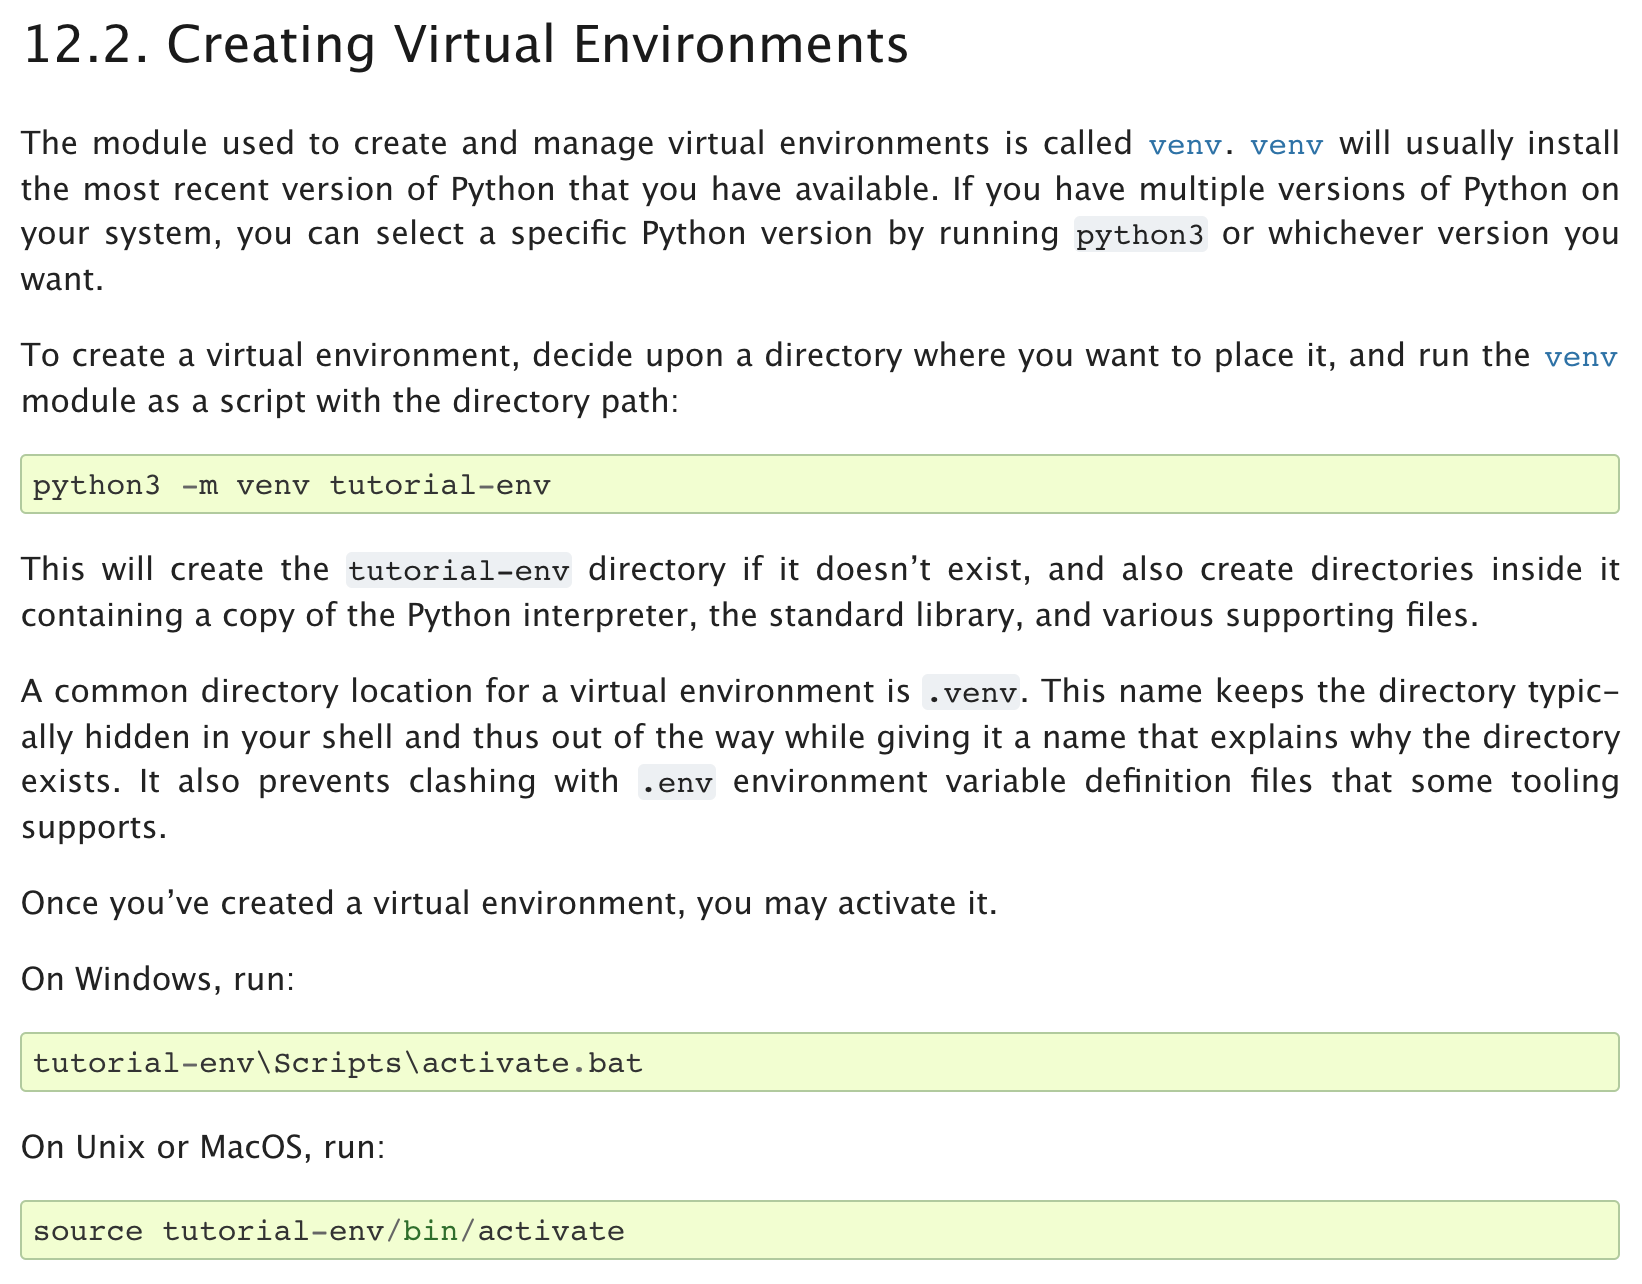 12.2. Creating Virtual Environments
The module used to create and manage virtual environments is called venv. venv will usually install
the most recent version of Python that you have available. If you have multiple versions of Python on
your system, you can select a specific Python version by running python3 or whichever version you
want.
To create a virtual environment, decide upon a directory where you want to place it, and run the venv
module as a script with the directory path:
python3 -m venv tutorial-env
This will create the tutorial-env directory if it doesn’t exist, and also create directories inside it
containing a copy of the Python interpreter, the standard library, and various supporting files.
A common directory location for a virtual environment is .venv. This name keeps the directory typic-
ally hidden in your shell and thus out of the way while giving it a name that explains why the directory
exists. It also prevents clashing with .env environment variable definition files that some tooling
supports.
Once you’ve created a virtual environment, you may activate it.
On Windows, run:
tutorial-env\Scripts\activate.bat
On Unix or MacOS, run:
source tutorial-env/bin/activate